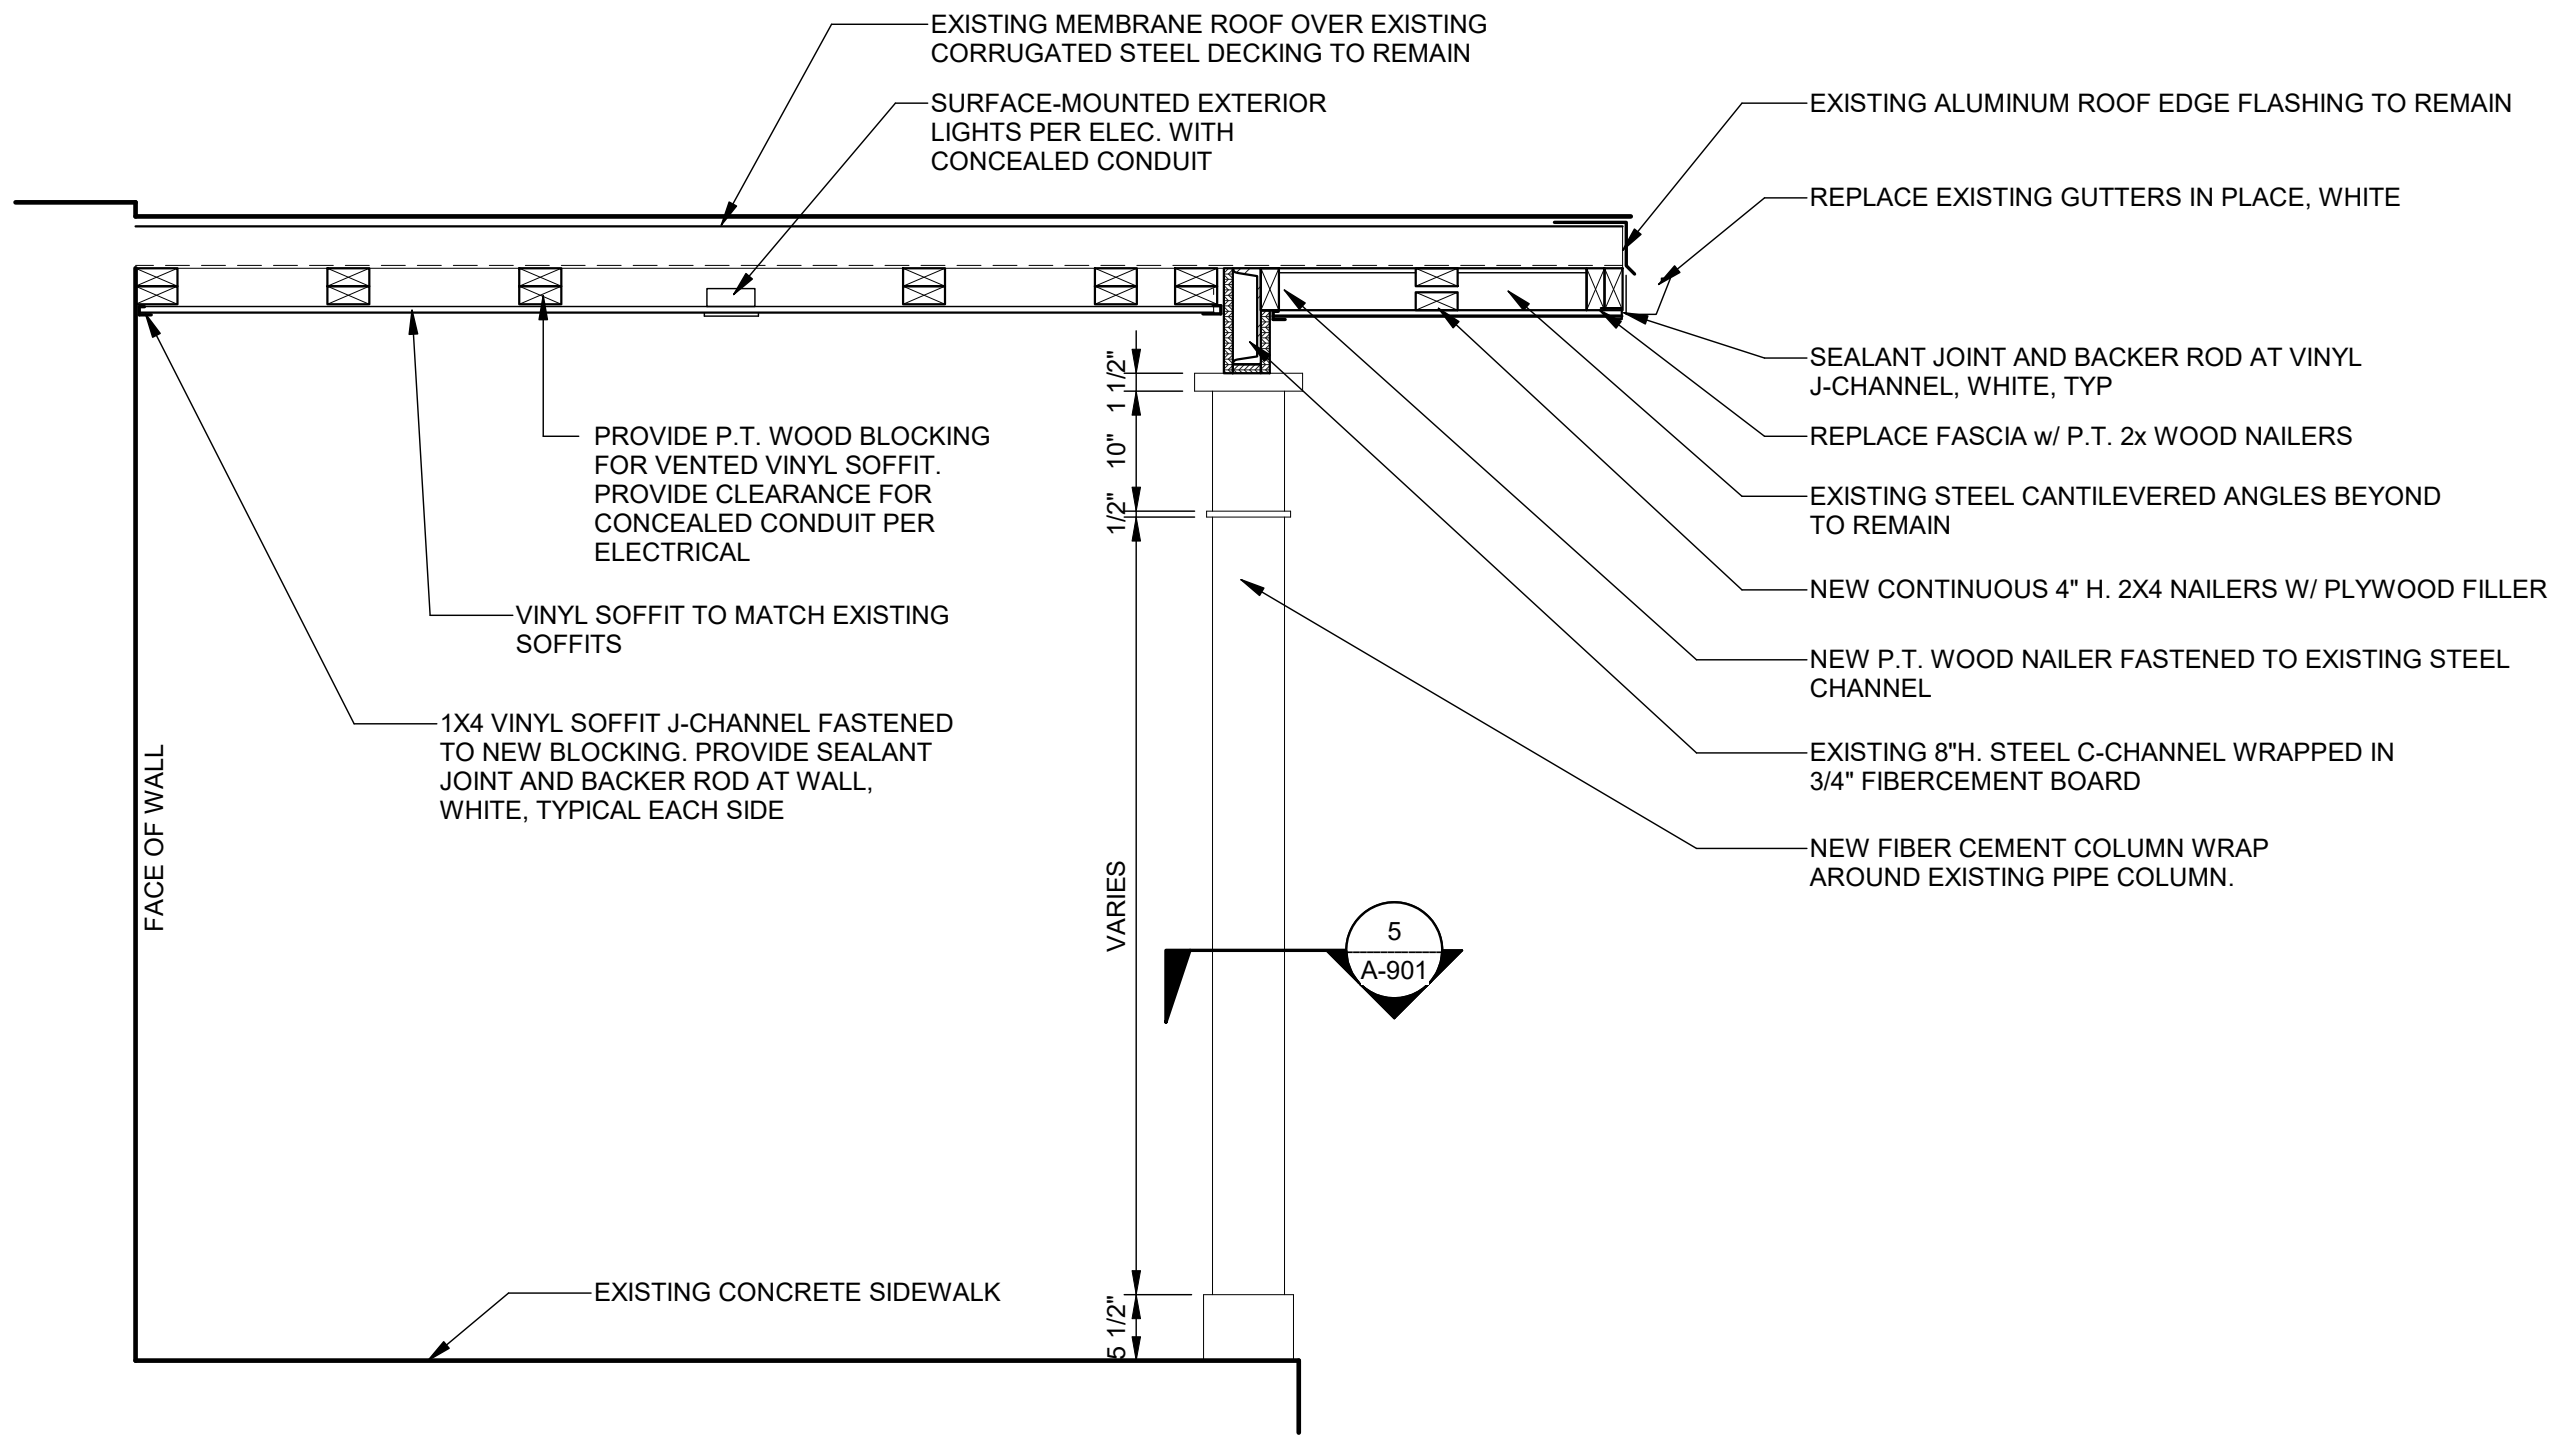 EXISTING MEMBRANE ROOF OVER EXISTING
CORRUGATED STEEL DECKING TO REMAIN
SURFACE-MOUNTED EXTERIOR
LIGHTS PER ELEC. WITH
CONCEALED CONDUIT
EXISTING ALUMINUM ROOF EDGE FLASHING TO REMAIN
REPLACE EXISTING GUTTERS IN PLACE, WHITE
SEALANT JOINT AND BACKER ROD AT VINYL
J-CHANNEL, WHITE, TYP
REPLACE FASCIA w/ P.T. 2x WOOD NAILERS
EXISTING STEEL CANTILEVERED ANGLES BEYOND
TO REMAIN
NEW CONTINUOUS 4" H. 2X4 NAILERS W/ PLYWOOD FILLER
NEW P.T. WOOD NAILER FASTENED TO EXISTING STEEL
CHANNEL
EXISTING 8"H. STEEL C-CHANNEL WRAPPED IN
3/4" FIBERCEMENT BOARD
NEW FIBER CEMENT COLUMN WRAP
AROUND EXISTING PIPE COLUMN.
PROVIDE P.T. WOOD BLOCKING
FOR VENTED VINYL SOFFIT.
PROVIDE CLEARANCE FOR
CONCEALED CONDUIT PER
ELECTRICAL
VINYL SOFFIT TO MATCH EXISTING
SOFFITS
1X4 VINYL SOFFIT J-CHANNEL FASTENED
TO NEW BLOCKING. PROVIDE SEALANT
JOINT AND BACKER ROD AT WALL,
WHITE, TYPICAL EACH SIDE
FACE OF WALL
1 1/2"
10"
1/2"
VARIES
5 1/2"
5
A-901
EXISTING CONCRETE SIDEWALK